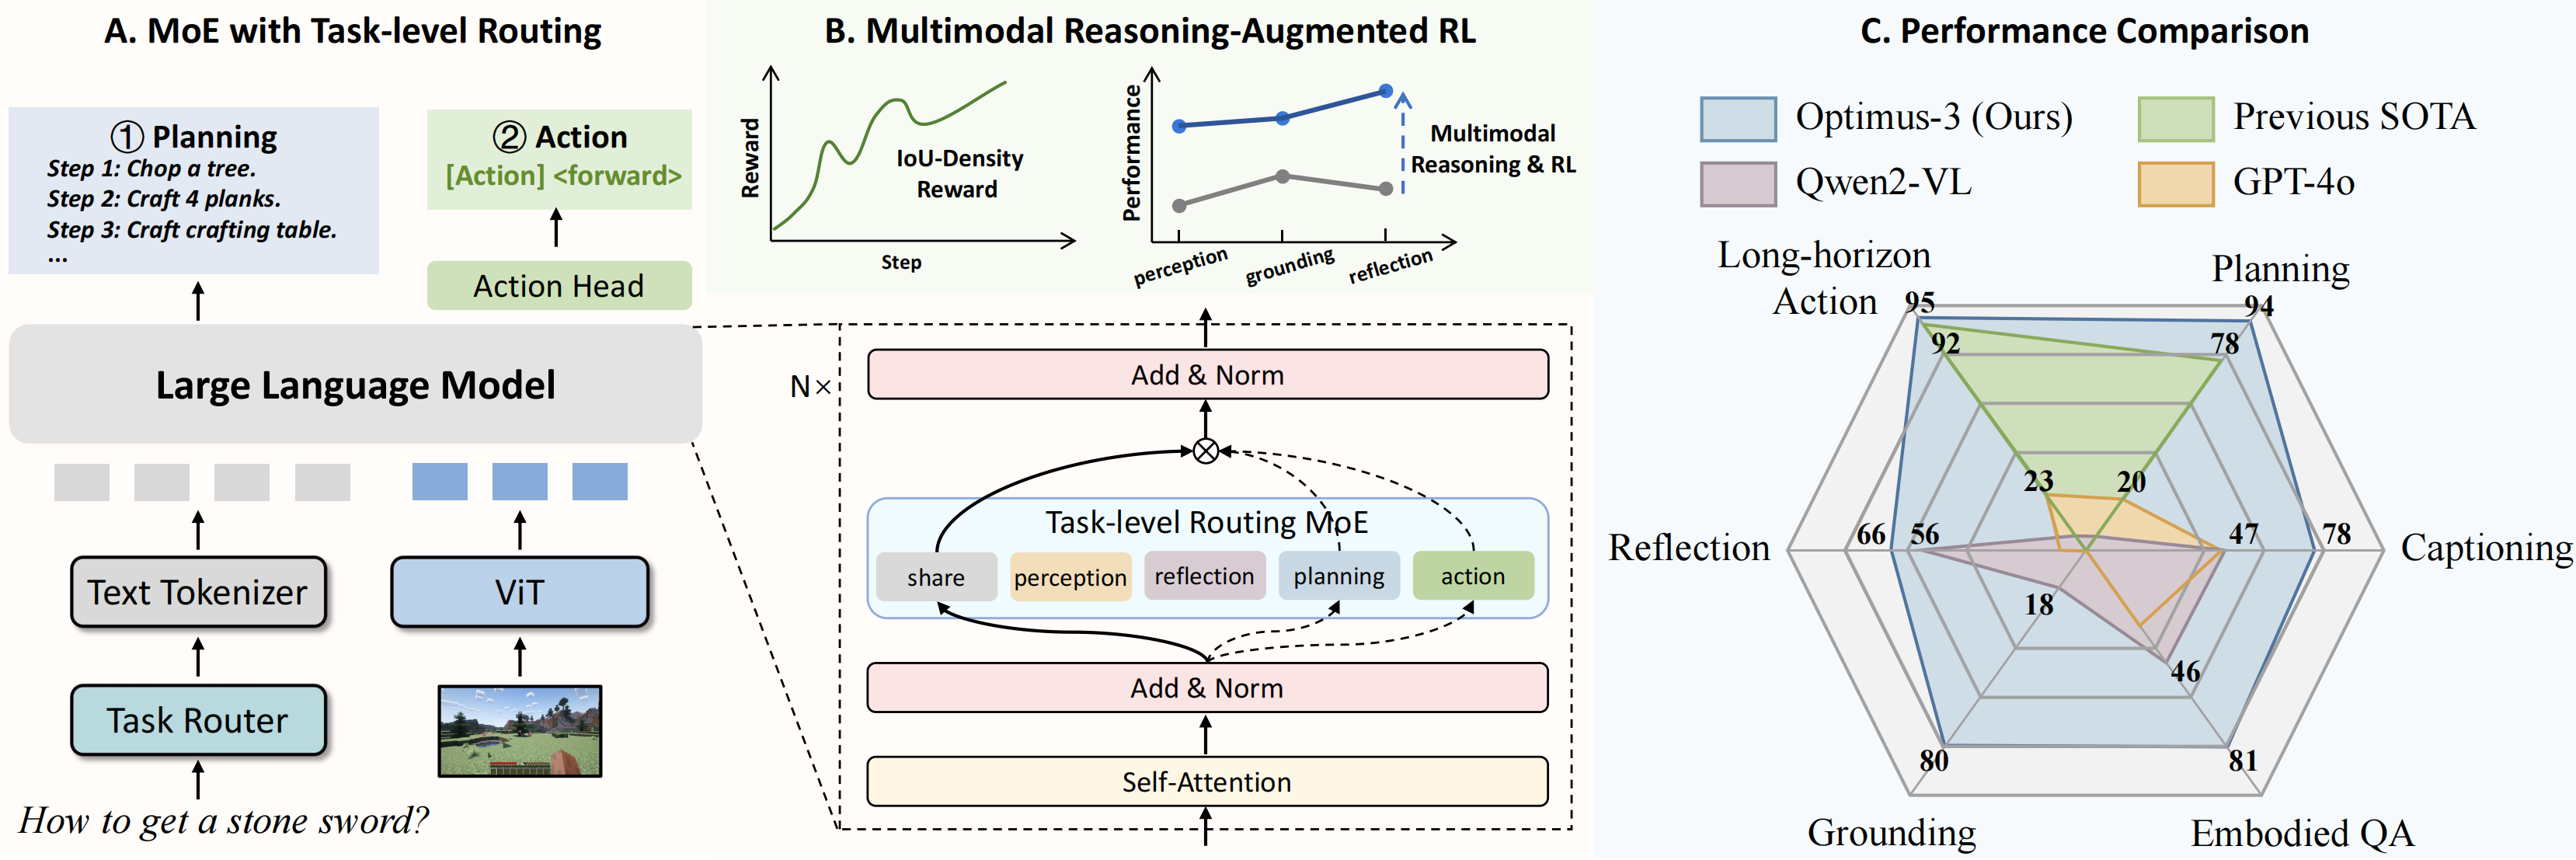 A. MoE with Task-level Routing
① Planning
Step 1: Chop a tree.
Step 2: Craft 4 planks.
Step 3: Craft crafting table.
...
② Action
[Action] <forward>
Action Head
Large Language Model
Text Tokenizer
ViT
Task Router
How to get a stone sword?
B. Multimodal Reasoning-Augmented RL
Reward
IoU-Density
Reward
Step
Performance
Multimodal
Reasoning & RL
perception
grounding
reflection
N×
Add & Norm
Task-level Routing MoE
share
perception
reflection
planning
action
Add & Norm
Self-Attention
C. Performance Comparison
Optimus-3 (Ours)
Previous SOTA
Qwen2-VL
GPT-4o
Long-horizon
Action
Planning
95
94
92
78
23
20
Reflection
66
56
47
78
Captioning
18
46
80
81
Grounding
Embodied QA